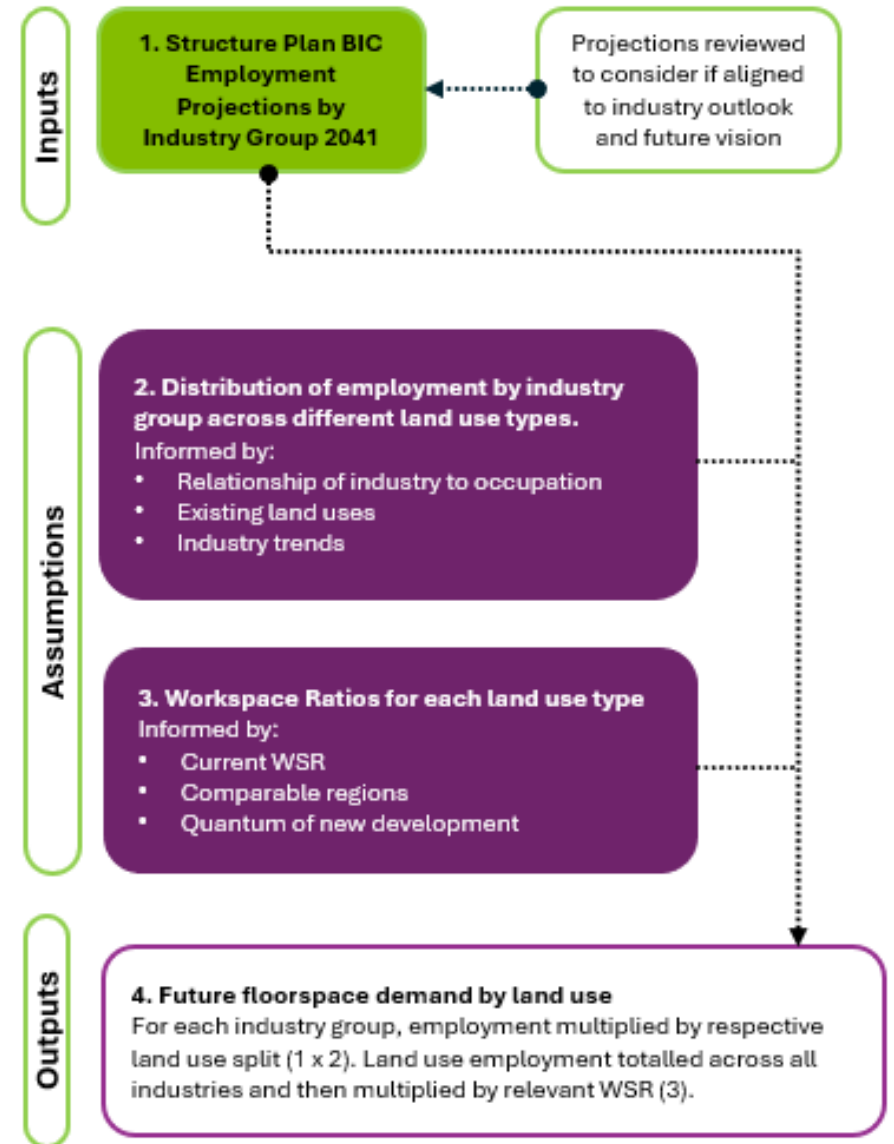 Inputs
1. Structure Plan BIC
Employment
Projections by
Industry Group 2041
Projections reviewed
to consider if aligned
to industry outlook
and future vision
Assumptions
2. Distribution of employment by industry
group across different land use types.
Informed by:
• Relationship of industry to occupation
• Existing land uses
• Industry trends
3. Workspace Ratios for each land use type
Informed by:
• Current WSR
• Comparable regions
• Quantum of new development
Outputs
4. Future floorspace demand by land use
For each industry group, employment multiplied by respective
land use split (1 x 2). Land use employment totalled across all
industries and then multiplied by relevant WSR (3).